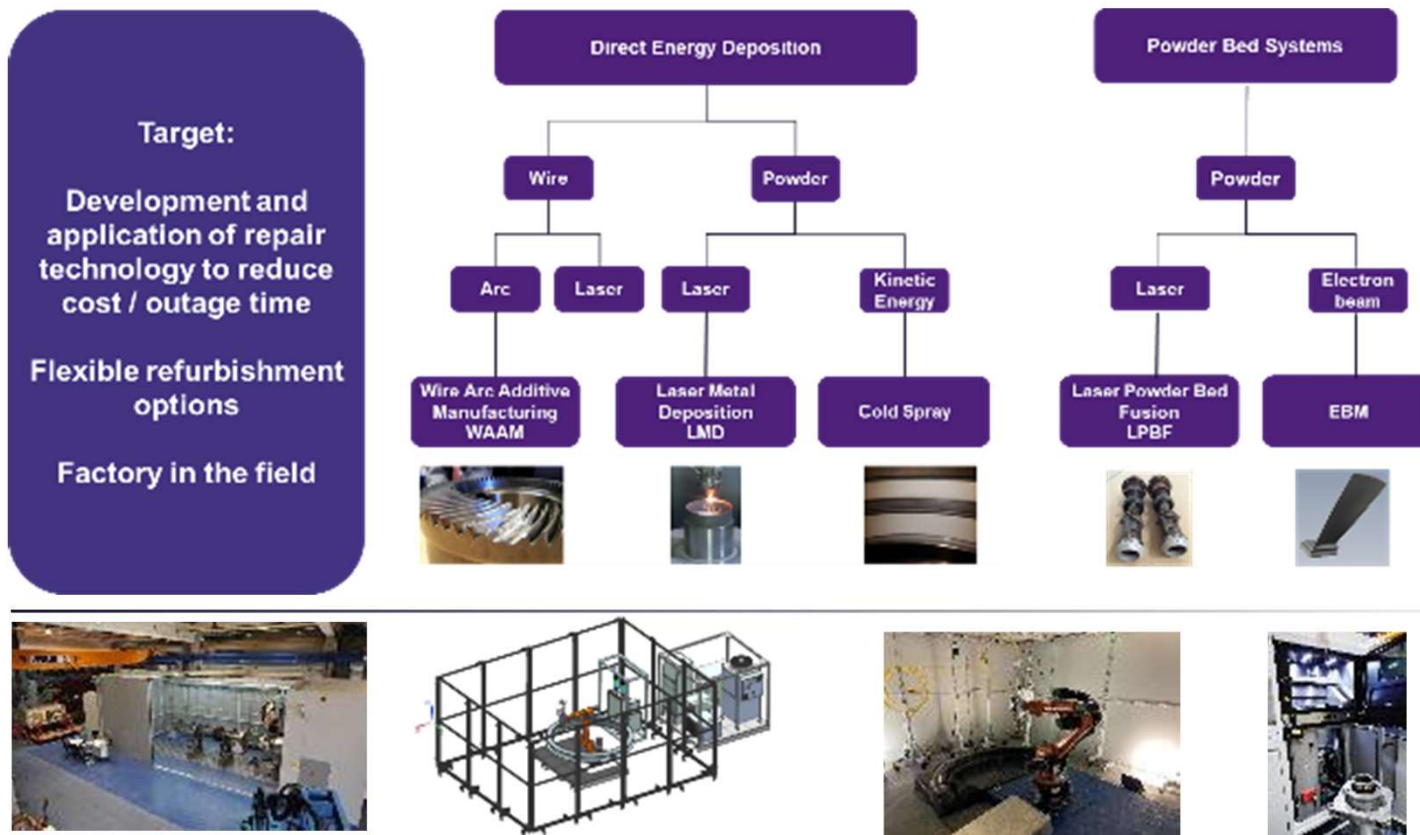 Target:
Development and
application of repair
technology to reduce
cost / outage time
Flexible refurbishment
options
Factory in the field
Direct Energy Deposition
Powder Bed Systems
Wire
Powder
Powder
Arc
Laser
Laser
Kinetic
Energy
Laser
Electron
beam
Wire Arc Additive
Manufacturing
WAAM
Laser Metal
Deposition
LMD
Cold Spray
Laser Powder Bed
Fusion
LPBF
EBM